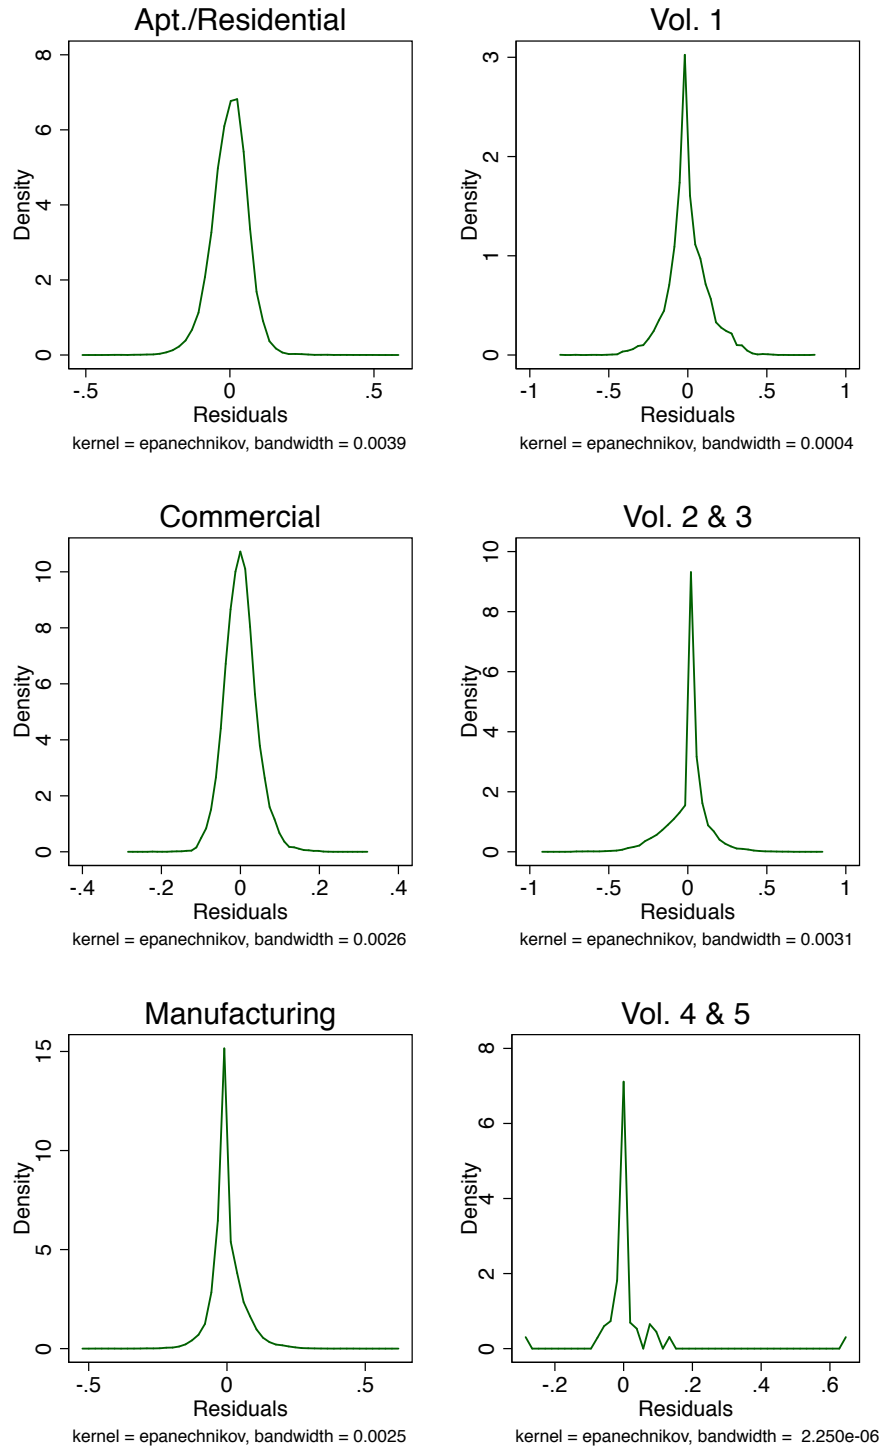 Apt./Residential
Density
0
2
4
6
8
-.5
0
.5
Residuals
kernel = epanechnikov, bandwidth = 0.0039
Vol. 1
Density
0
1
2
3
-1
-.5
0
.5
1
Residuals
kernel = epanechnikov, bandwidth = 0.0004
Commercial
Density
0
2
4
6
8
10
-.4
-.2
0
.2
.4
Residuals
kernel = epanechnikov, bandwidth = 0.0026
Vol. 2 & 3
Density
0
2
4
6
8
10
-1
-.5
0
.5
1
Residuals
kernel = epanechnikov, bandwidth = 0.0031
Manufacturing
Density
0
5
10
15
-.5
0
.5
Residuals
kernel = epanechnikov, bandwidth = 0.0025
Vol. 4 & 5
Density
0
2
4
6
8
-.2
0
.2
.4
.6
Residuals
kernel = epanechnikov, bandwidth = 2.250e-06